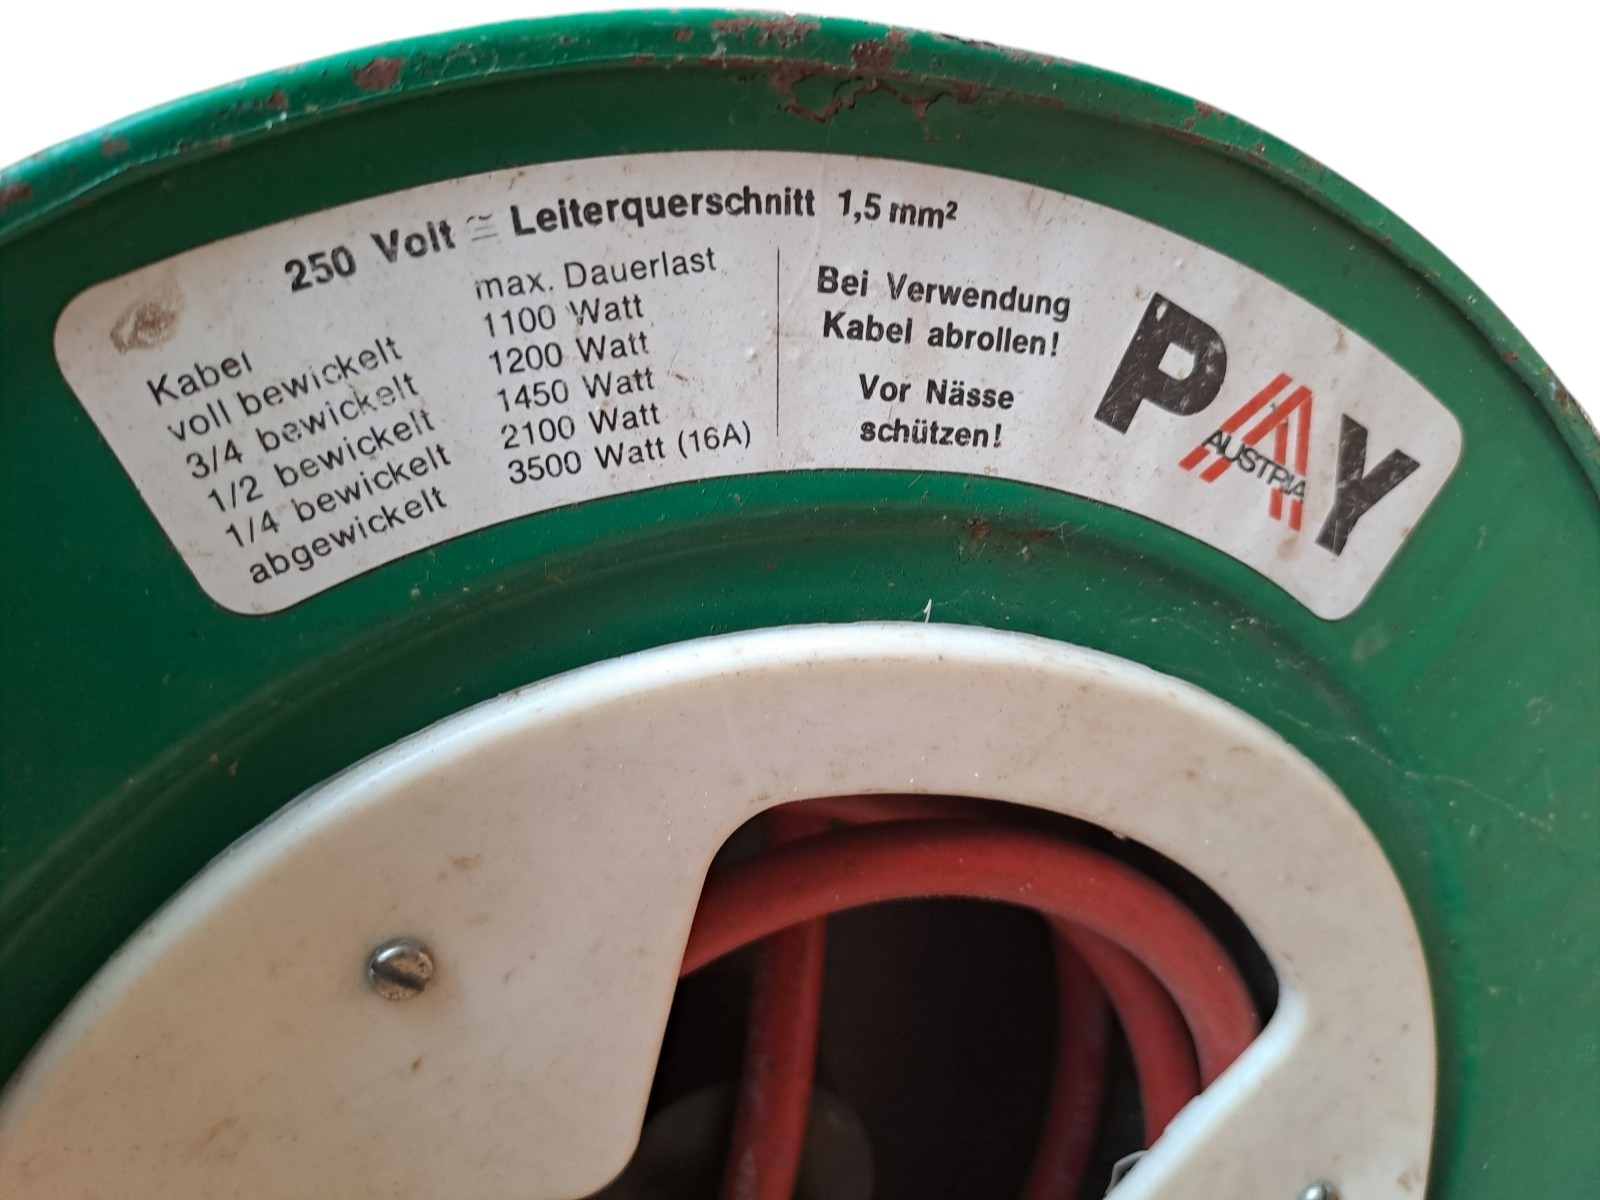 250 Volt ≅ Leiterquerschnitt 1,5 mm²
Kabel max. Dauerlast
voll bewickelt 1100 Watt
3/4 bewickelt 1200 Watt
1/2 bewickelt 1450 Watt
1/4 bewickelt 2100 Watt
abgewickelt 3500 Watt (16A)
Bei Verwendung
Kabel abrollen!
Vor Nässe
schützen!
PAY
AUSTRIA